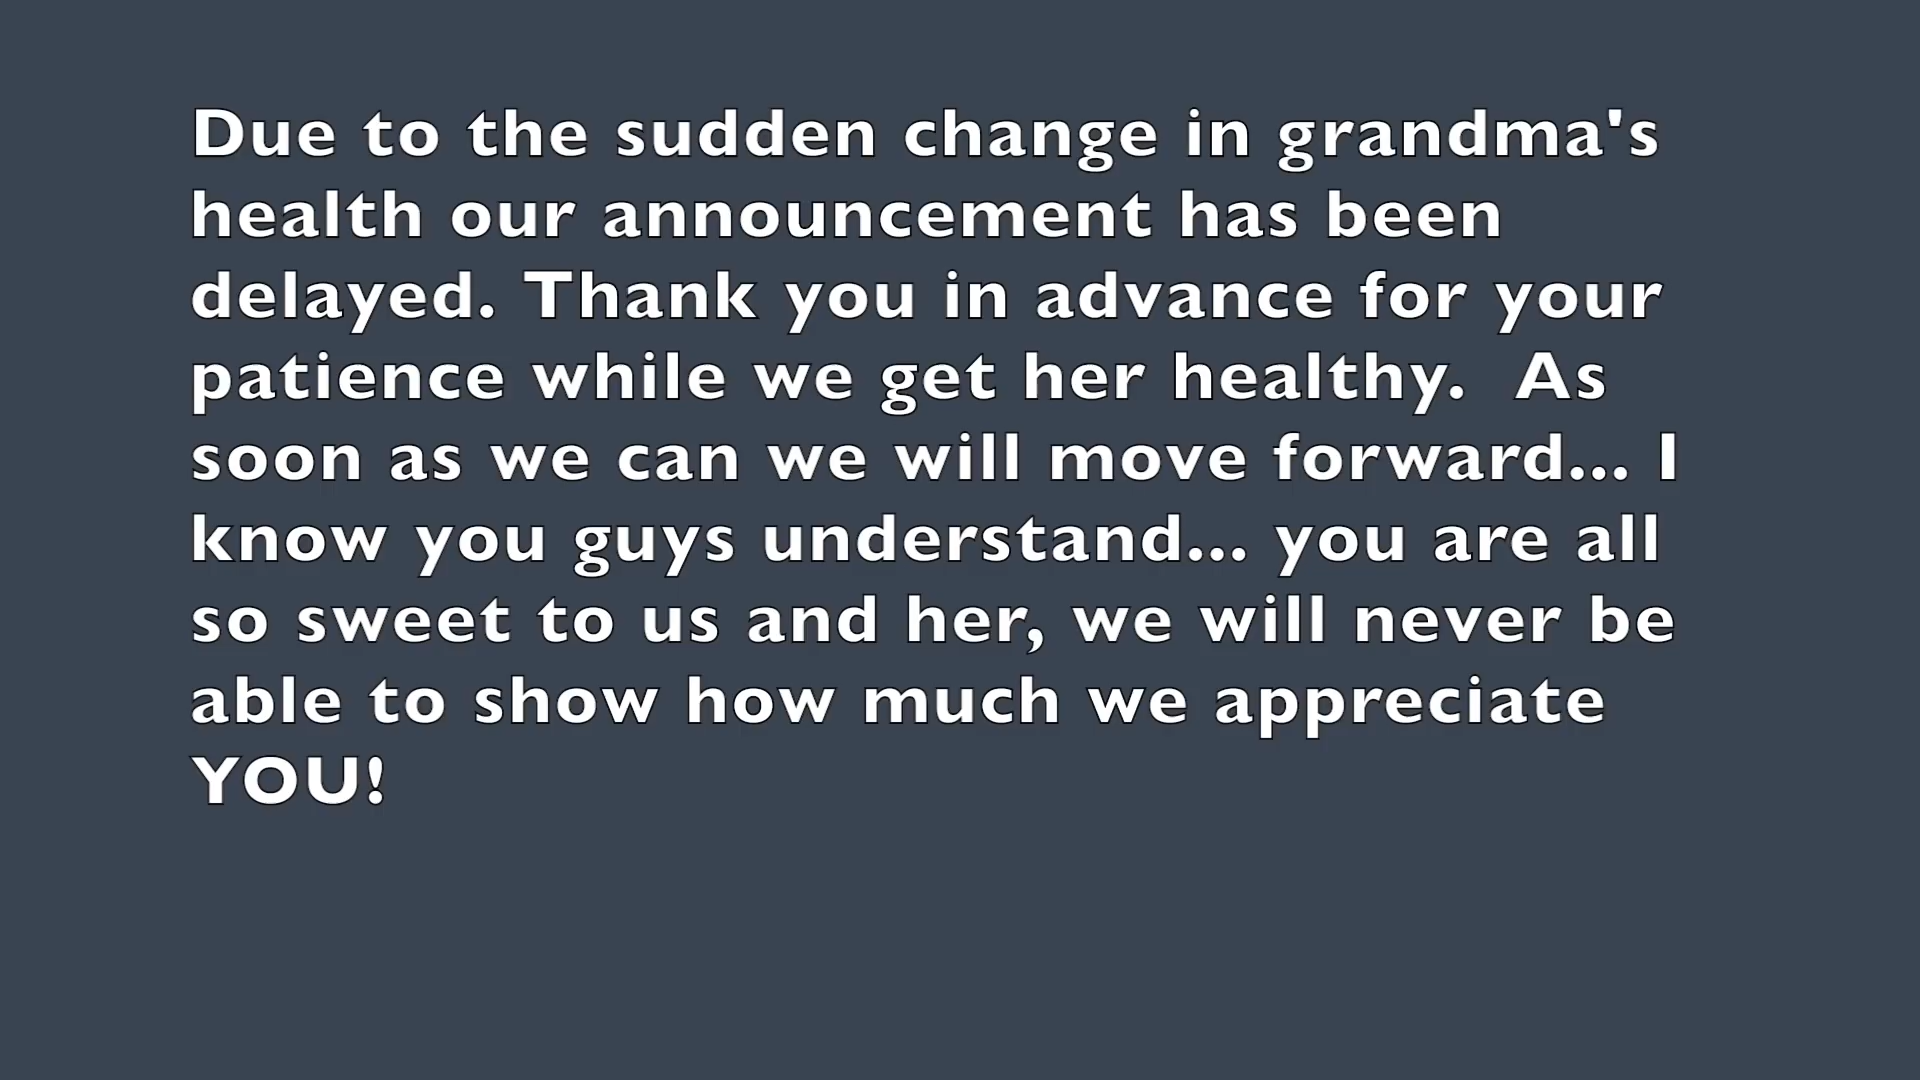 Due to the sudden change in grandma's
health our announcement has been
delayed. Thank you in advance for your
patience while we get her healthy.  As
soon as we can we will move forward... I
know you guys understand... you are all
so sweet to us and her, we will never be
able to show how much we appreciate
YOU!